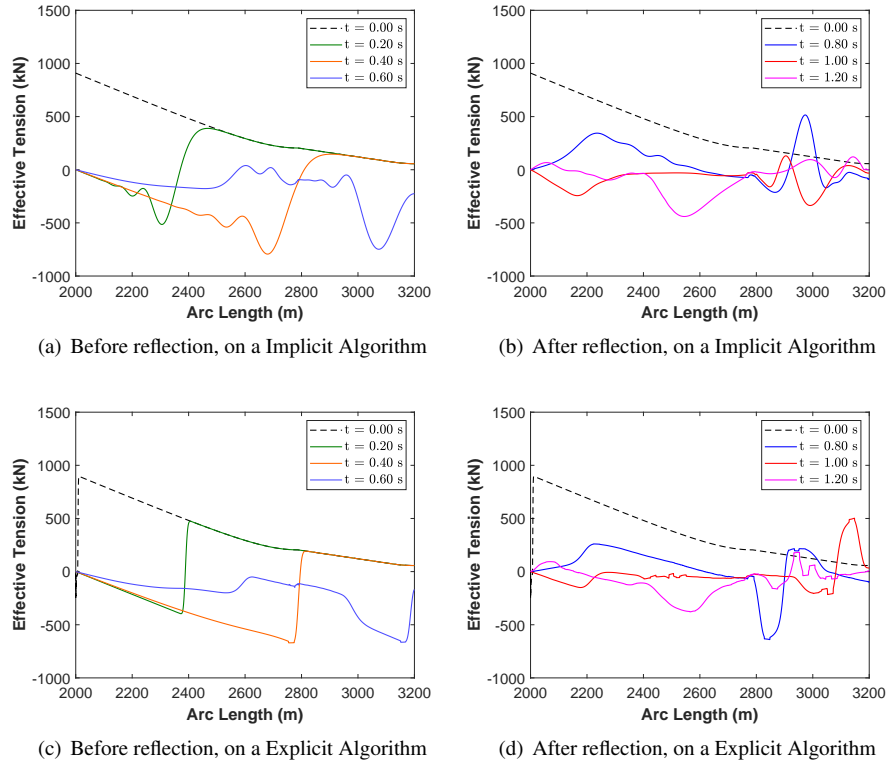 1500
1000
500
0
-500
-1000
2000
2200
2400
2600
2800
3000
3200
Effective Tension (kN)
Arc Length (m)
t = 0.00 s
t = 0.20 s
t = 0.40 s
t = 0.60 s
(a) Before reflection, on a Implicit Algorithm
1500
1000
500
0
-500
-1000
2000
2200
2400
2600
2800
3000
3200
Effective Tension (kN)
Arc Length (m)
t = 0.00 s
t = 0.80 s
t = 1.00 s
t = 1.20 s
(b) After reflection, on a Implicit Algorithm
1500
1000
500
0
-500
-1000
2000
2200
2400
2600
2800
3000
3200
Effective Tension (kN)
Arc Length (m)
t = 0.00 s
t = 0.20 s
t = 0.40 s
t = 0.60 s
(c) Before reflection, on a Explicit Algorithm
1500
1000
500
0
-500
-1000
2000
2200
2400
2600
2800
3000
3200
Effective Tension (kN)
Arc Length (m)
t = 0.00 s
t = 0.80 s
t = 1.00 s
t = 1.20 s
(d) After reflection, on a Explicit Algorithm